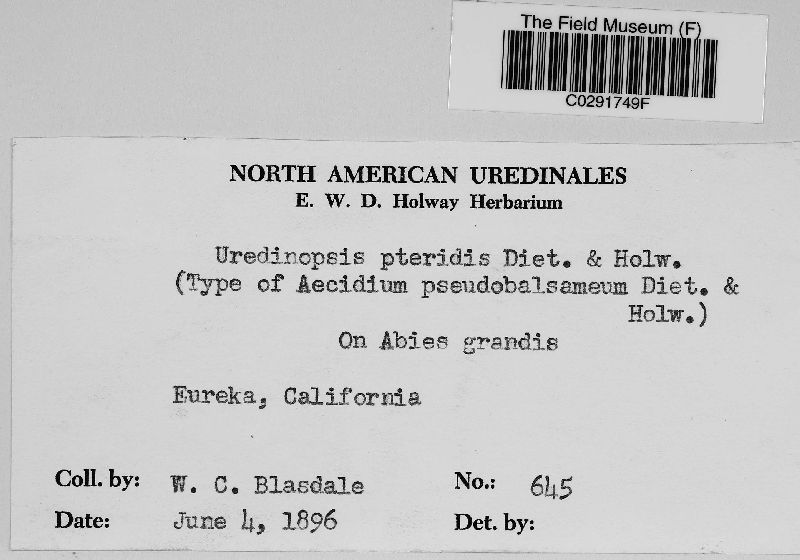 The Field Museum (F)
C0291749F
NORTH AMERICAN UREDINALES
E. W. D. Holway Herbarium
Uredinopsis pteridis Diet. & Holw.
(Type of Aecidium pseudobalsameum Diet. &
Holw.)
On Abies grandis
Eureka, California
Coll. by: W. C. Blasdale No.: 645
Date: June 4, 1896 Det. by: